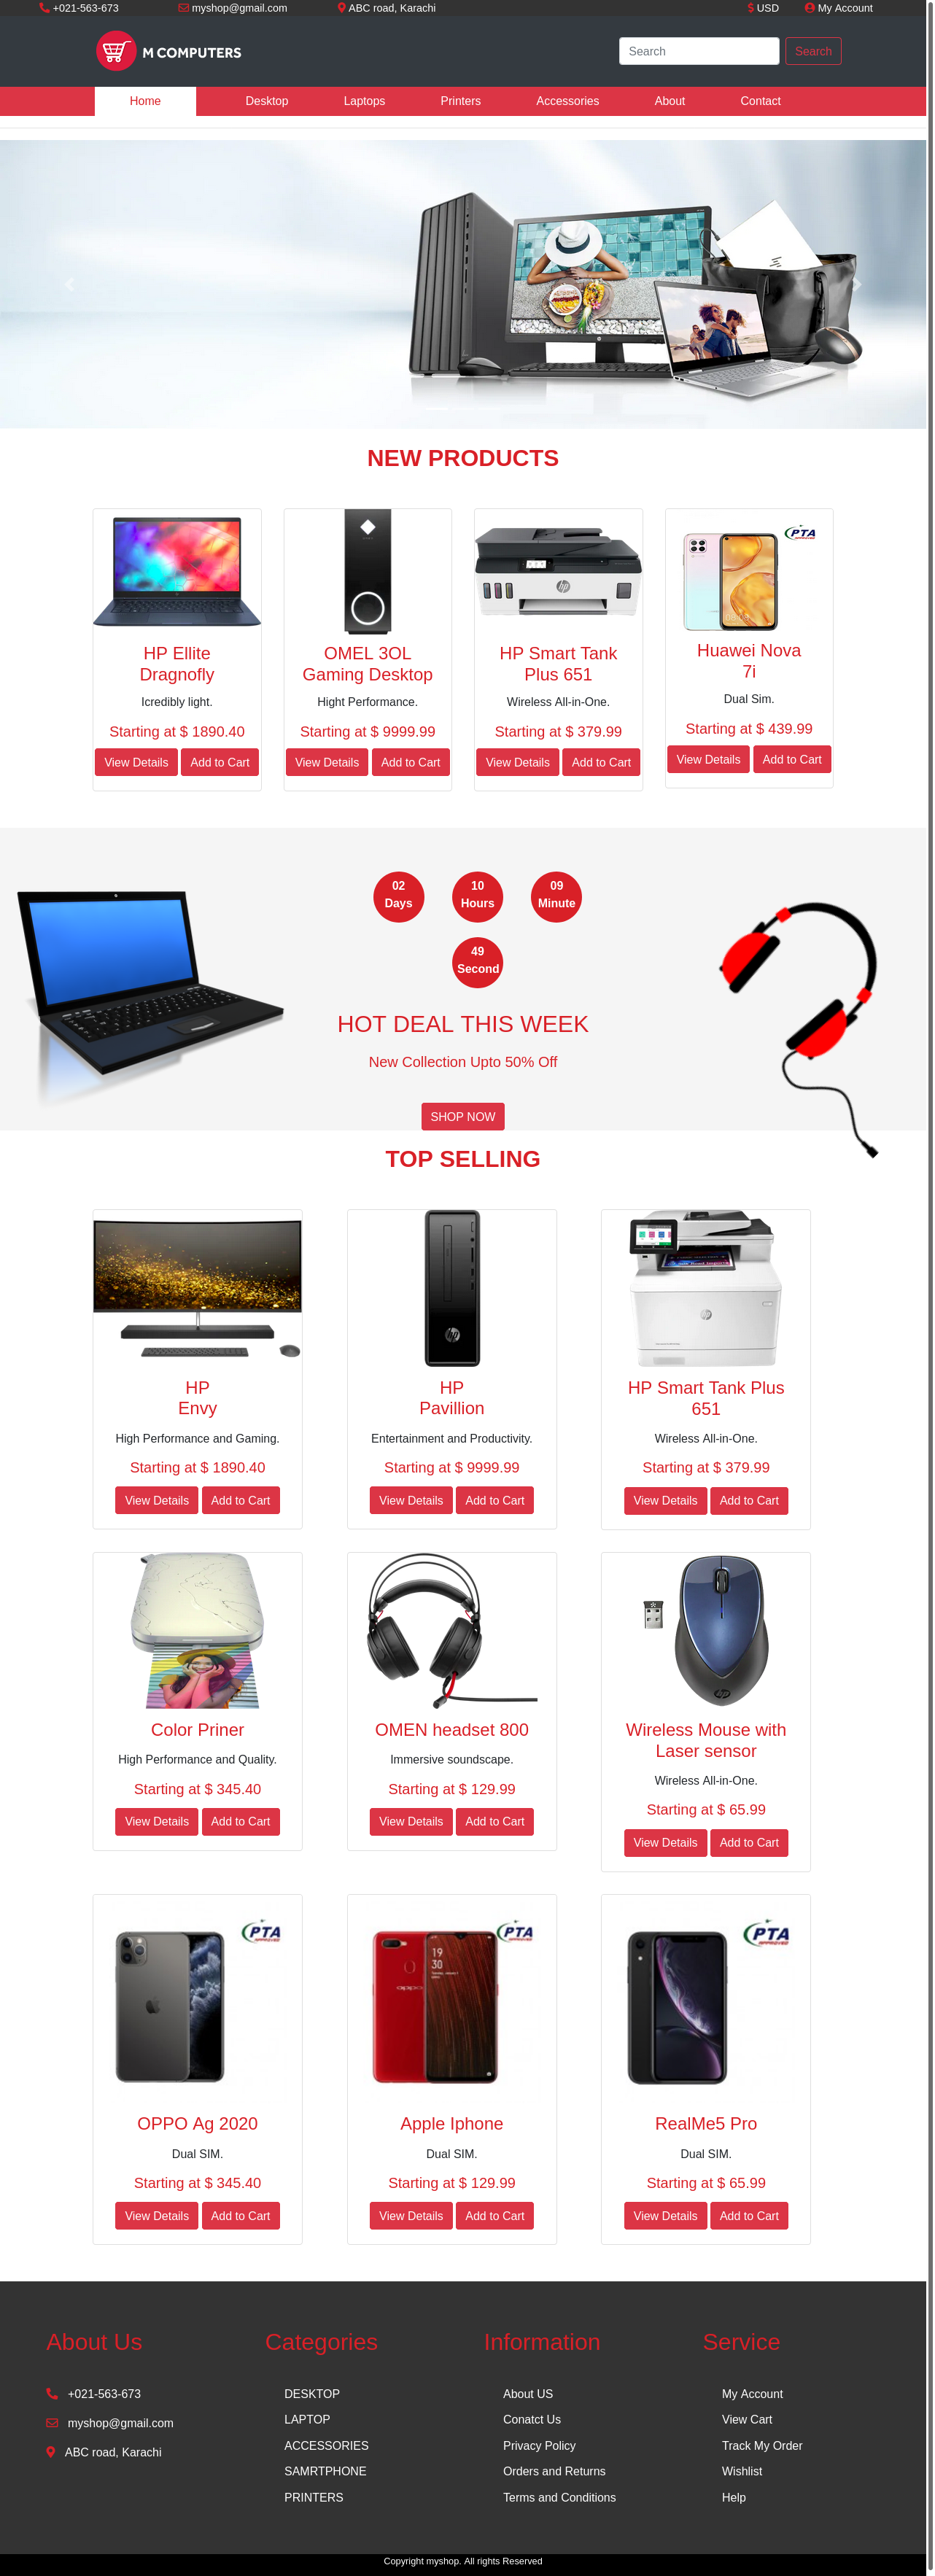 +021-563-673 myshop@gmail.com ABC road, Karachi $ USD My Account
M COMPUTERS Search Search
Home Desktop Laptops Printers Accessories About Contact
NEW PRODUCTS
PTA
HP Ellite
Dragnofly
Icredibly light.
Starting at $ 1890.40
View Details Add to Cart
OMEL 3OL
Gaming Desktop
Hight Performance.
Starting at $ 9999.99
View Details Add to Cart
HP Smart Tank
Plus 651
Wireless All-in-One.
Starting at $ 379.99
View Details Add to Cart
Huawei Nova
7i
Dual Sim.
Starting at $ 439.99
View Details Add to Cart
02
Days
10
Hours
09
Minute
49
Second
HOT DEAL THIS WEEK
New Collection Upto 50% Off
SHOP NOW
TOP SELLING
HP
Envy
High Performance and Gaming.
Starting at $ 1890.40
View Details Add to Cart
hp
HP
Pavillion
Entertainment and Productivity.
Starting at $ 9999.99
View Details Add to Cart
hp
HP Smart Tank Plus
651
Wireless All-in-One.
Starting at $ 379.99
View Details Add to Cart
Color Priner
High Performance and Quality.
Starting at $ 345.40
View Details Add to Cart
OMEN headset 800
Immersive soundscape.
Starting at $ 129.99
View Details Add to Cart
hp
Wireless Mouse with
Laser sensor
Wireless All-in-One.
Starting at $ 65.99
View Details Add to Cart
PTA
APPROVED
OPPO Ag 2020
Dual SIM.
Starting at $ 345.40
View Details Add to Cart
PTA
APPROVED
19
30
oppo
Apple Iphone
Dual SIM.
Starting at $ 129.99
View Details Add to Cart
PTA
APPROVED
RealMe5 Pro
Dual SIM.
Starting at $ 65.99
View Details Add to Cart
About Us
+021-563-673
myshop@gmail.com
ABC road, Karachi
Categories
DESKTOP
LAPTOP
ACCESSORIES
SAMRTPHONE
PRINTERS
Information
About US
Conatct Us
Privacy Policy
Orders and Returns
Terms and Conditions
Service
My Account
View Cart
Track My Order
Wishlist
Help
Copyright myshop. All rights Reserved